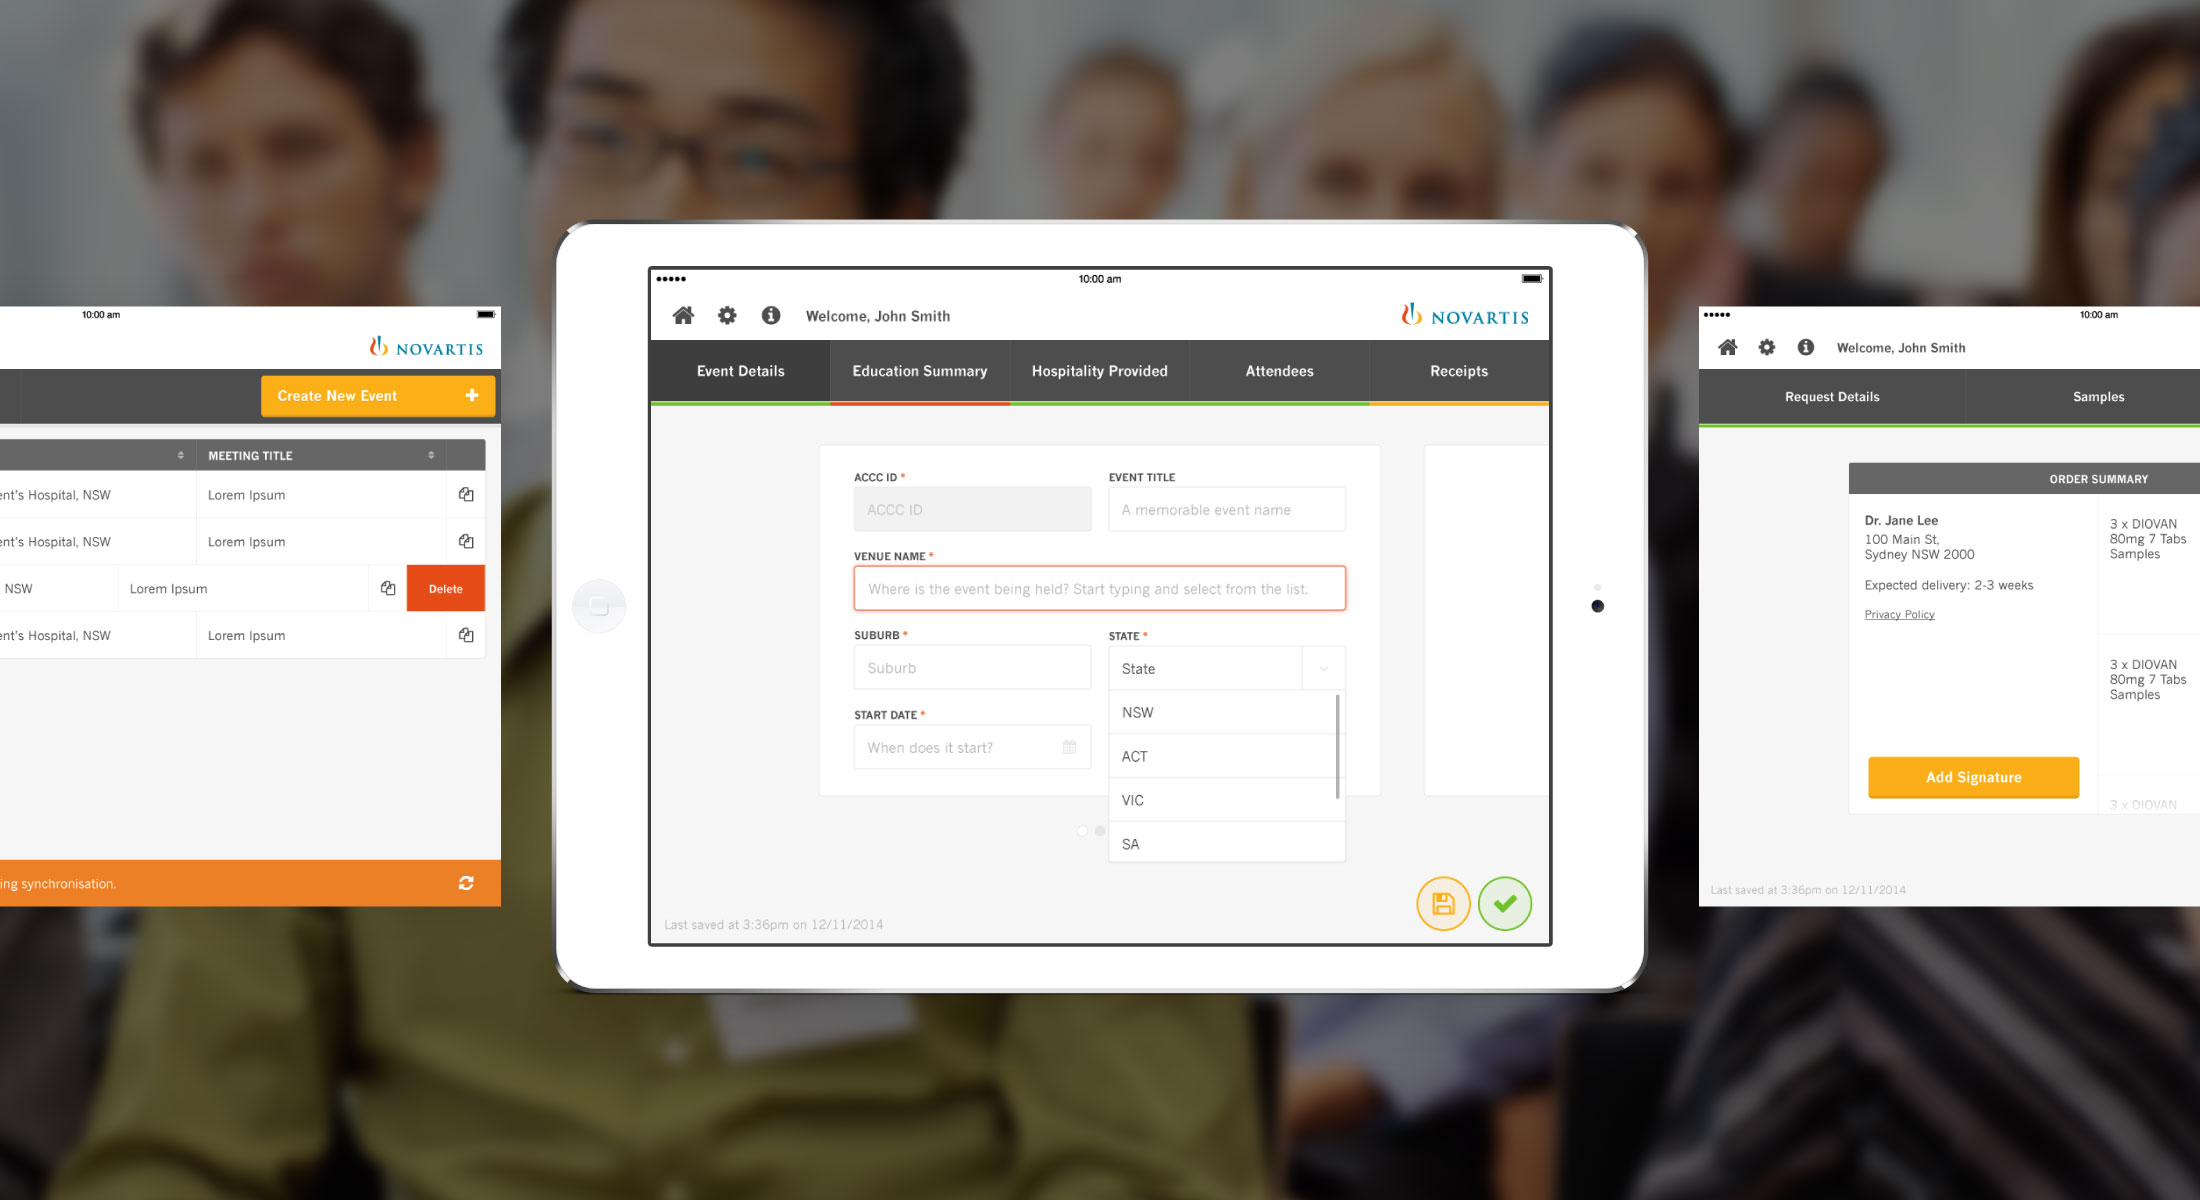 10:00 am
NOVARTIS
Create New Event
MEETING TITLE
ent's Hospital, NSW
Lorem Ipsum
ent's Hospital, NSW
Lorem Ipsum
NSW
Lorem Ipsum
Delete
ent's Hospital, NSW
Lorem Ipsum
ing synchronisation.
10:00 am
Welcome, John Smith
NOVARTIS
Event Details
Education Summary
Hospitality Provided
Attendees
Receipts
ACCC ID *
EVENT TITLE
ACCC ID
A memorable event name
VENUE NAME *
Where is the event being held? Start typing and select from the list.
SUBURB *
STATE *
Suburb
State
NSW
START DATE *
When does it start?
ACT
VIC
SA
Last saved at 3:36pm on 12/11/2014
10:00 am
Welcome, John Smith
Request Details
Samples
ORDER SUMMARY
Dr. Jane Lee
100 Main St,
Sydney NSW 2000
Expected delivery: 2-3 weeks
Privacy Policy
3 x DIOVAN
80mg 7 Tabs
Samples
3 x DIOVAN
80mg 7 Tabs
Samples
3 x DIOVAN
Add Signature
Last saved at 3:36pm on 12/11/2014